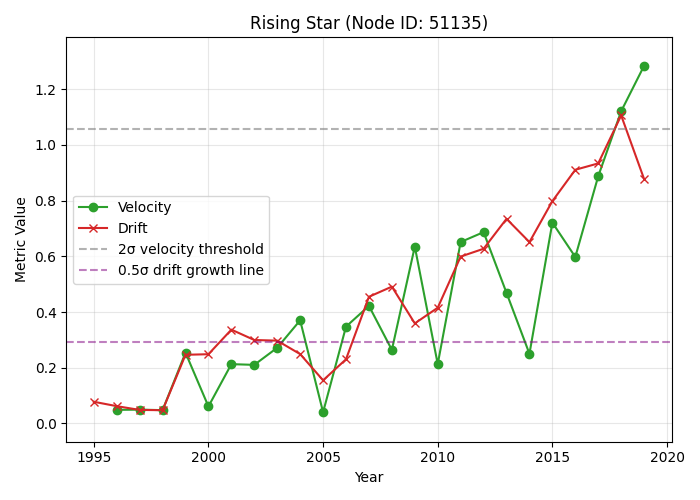 Rising Star (Node ID: 51135)
Metric Value
1.2
1.0
0.8
0.6
0.4
0.2
0.0
Velocity
Drift
2σ velocity threshold
0.5σ drift growth line
1995 2000 2005 2010 2015 2020
Year